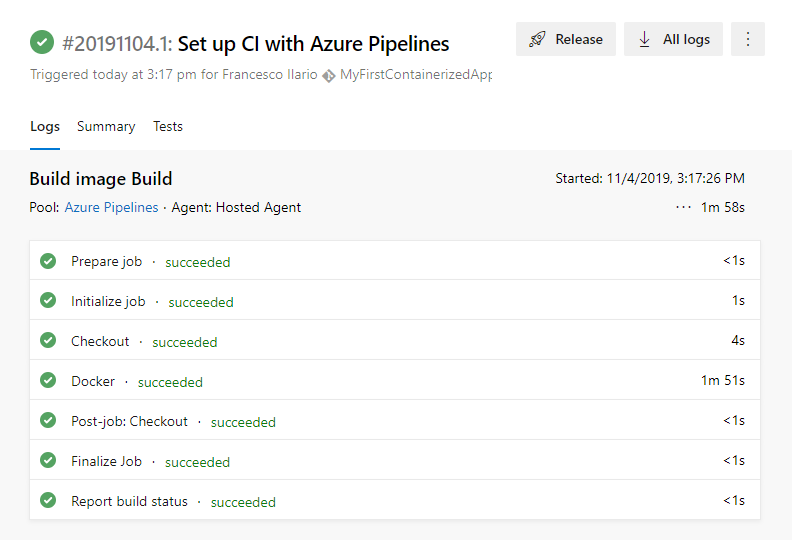 #20191104.1: Set up CI with Azure Pipelines
Release
All logs
Triggered today at 3:17 pm for Francesco Ilario MyFirstContainerizedApp
Logs Summary Tests
Build image Build
Started: 11/4/2019, 3:17:26 PM
Pool: Azure Pipelines · Agent: Hosted Agent
··· 1m 58s
Prepare job · succeeded <1s
Initialize job · succeeded 1s
Checkout · succeeded 4s
Docker · succeeded 1m 51s
Post-job: Checkout · succeeded <1s
Finalize Job · succeeded <1s
Report build status · succeeded <1s